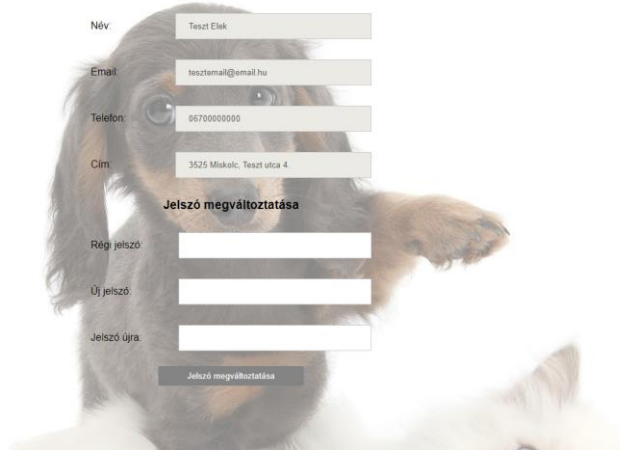 Név: Teszt Elek
Email: tesztemail@email.hu
Telefon: 06700000000
Cím: 3525 Miskolc, Teszt utca 4.
Jelszó megváltoztatása
Régi jelszó:
Új jelszó:
Jelszó újra:
Jelszó megváltoztatása